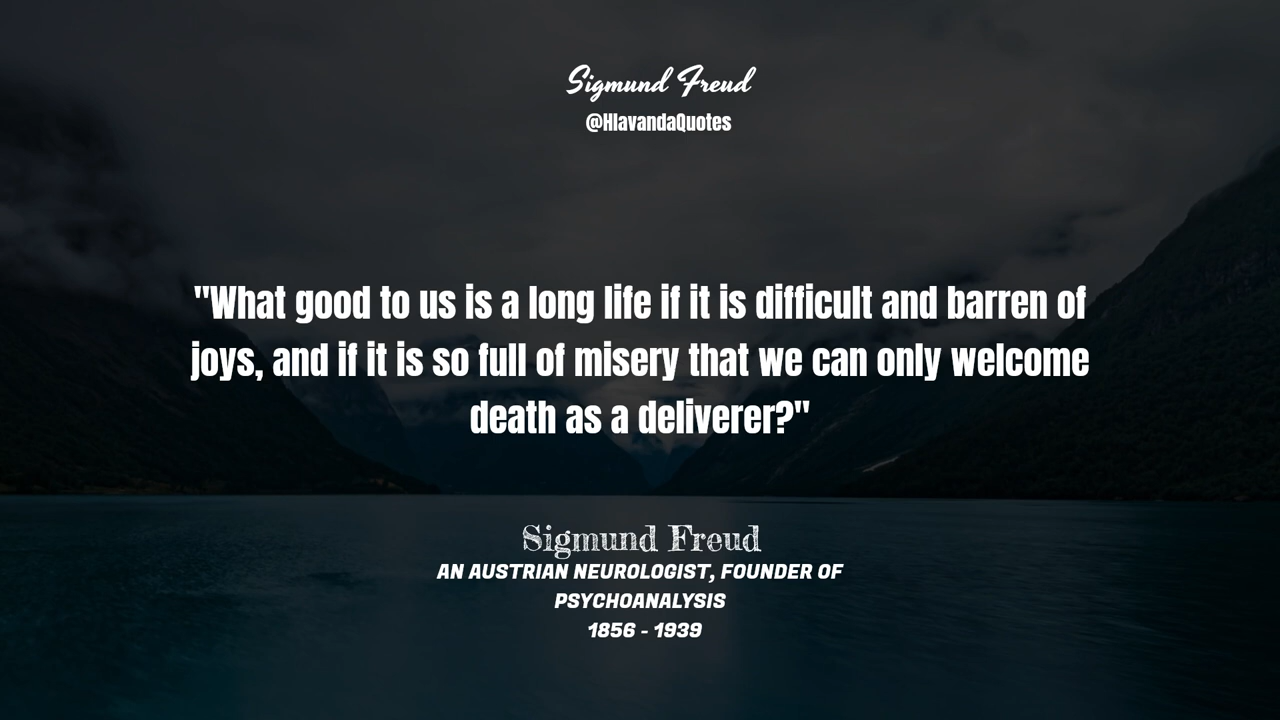 Sigmund Freud
@HlavandaQuotes
"What good to us is a long life if it is difficult and barren of
joys, and if it is so full of misery that we can only welcome
death as a deliverer?"
Sigmund Freud
AN AUSTRIAN NEUROLOGIST, FOUNDER OF
PSYCHOANALYSIS
1856 - 1939